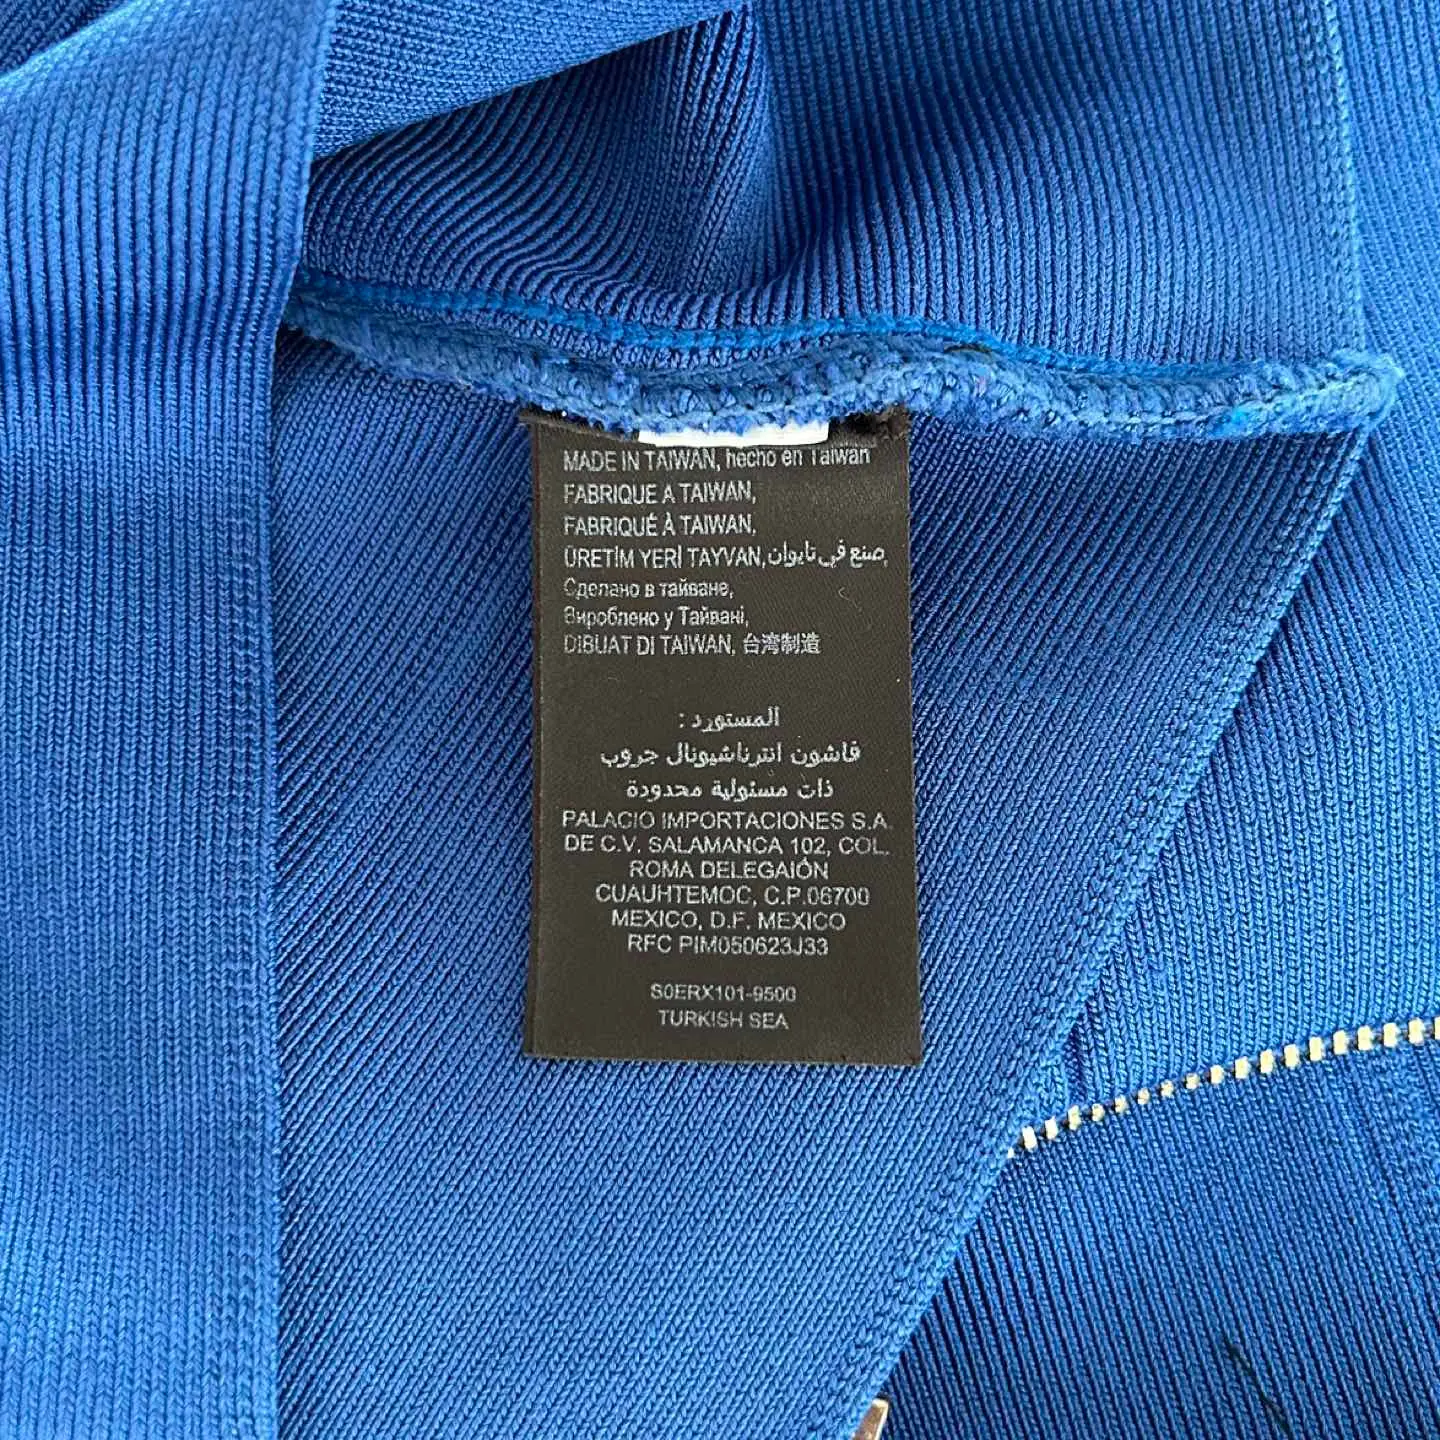 MADE IN TAIWAN, hecho en Taiwan
FABRIQUE A TAIWAN,
FABRIQUÉ À TAIWAN,
ÜRETİM YERİ TAYVAN, صنع في تايوان,
Сделано в тайване,
Вироблено у Тайвані,
DIBUAT DI TAIWAN, 台湾制造
المستورد :
فاشون انترناشيونال جروب
ذات مسئولية محدودة
PALACIO IMPORTACIONES S.A.
DE C.V. SALAMANCA 102, COL.
ROMA DELEGAIÓN
CUAUHTEMOC, C.P.06700
MEXICO, D.F. MEXICO
RFC PIM050623J33
S0ERX101-9500
TURKISH SEA